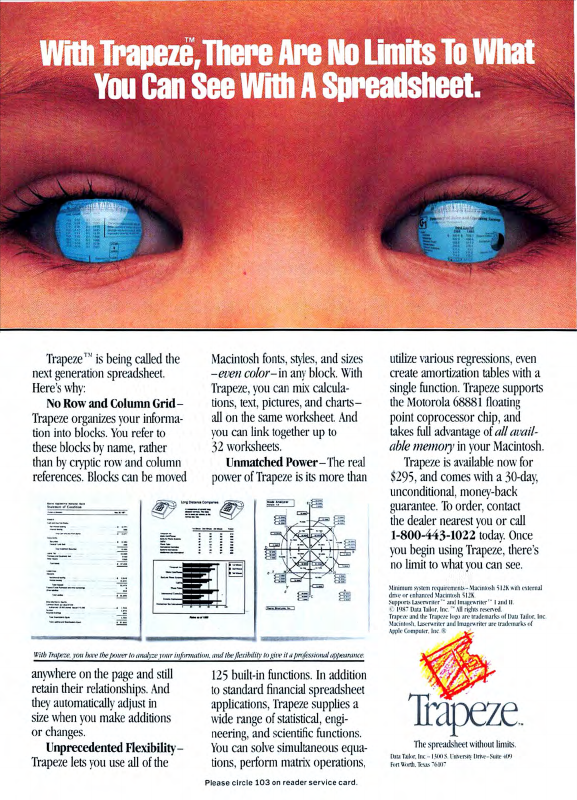 With Trapeze™, There Are No Limits To What
You Can See With A Spreadsheet.
Trapeze™ is being called the
next generation spreadsheet.
Here's why:
No Row and Column Grid–
Trapeze organizes your informa-
tion into blocks. You refer to
these blocks by name, rather
than by cryptic row and column
references. Blocks can be moved
anywhere on the page and still
retain their relationships. And
they automatically adjust in
size when you make additions
or changes.
Unprecedented Flexibility–
Trapeze lets you use all of the
Macintosh fonts, styles, and sizes
–even color–in any block. With
Trapeze, you can mix calcula-
tions, text, pictures, and charts–
all on the same worksheet. And
you can link together up to
32 worksheets.
Unmatched Power–The real
power of Trapeze is its more than
125 built-in functions. In addition
to standard financial spreadsheet
applications, Trapeze supplies a
wide range of statistical, engi-
neering, and scientific functions.
You can solve simultaneous equa-
tions, perform matrix operations,
utilize various regressions, even
create amortization tables with a
single function. Trapeze supports
the Motorola 68881 floating
point coprocessor chip, and
takes full advantage of all avail-
able memory in your Macintosh.
Trapeze is available now for
$295, and comes with a 30-day,
unconditional, money-back
guarantee. To order, contact
the dealer nearest you or call
1-800-443-1022 today. Once
you begin using Trapeze, there's
no limit to what you can see.
Minimum system requirements–Macintosh 512K with external
drive or enhanced Macintosh 512K
Supports Laserwriter™ and Imagewriter™ I and II.
© 1987 Data Tailor, Inc.™ All rights reserved.
Trapeze and the Trapeze logo are trademarks of Data Tailor, Inc.
Macintosh, Laserwriter and Imagewriter are trademarks of
Apple Computer, Inc.®
Statement of Condition
Long Distance Companies
With Trapeze, you have the power to analyze your information, and the flexibility to give it a professional appearance.
Trapeze™
The spreadsheet without limits.
Data Tailor, Inc.–1300 S. University Drive–Suite 409
Fort Worth, Texas 76107
Please circle 103 on reader service card.